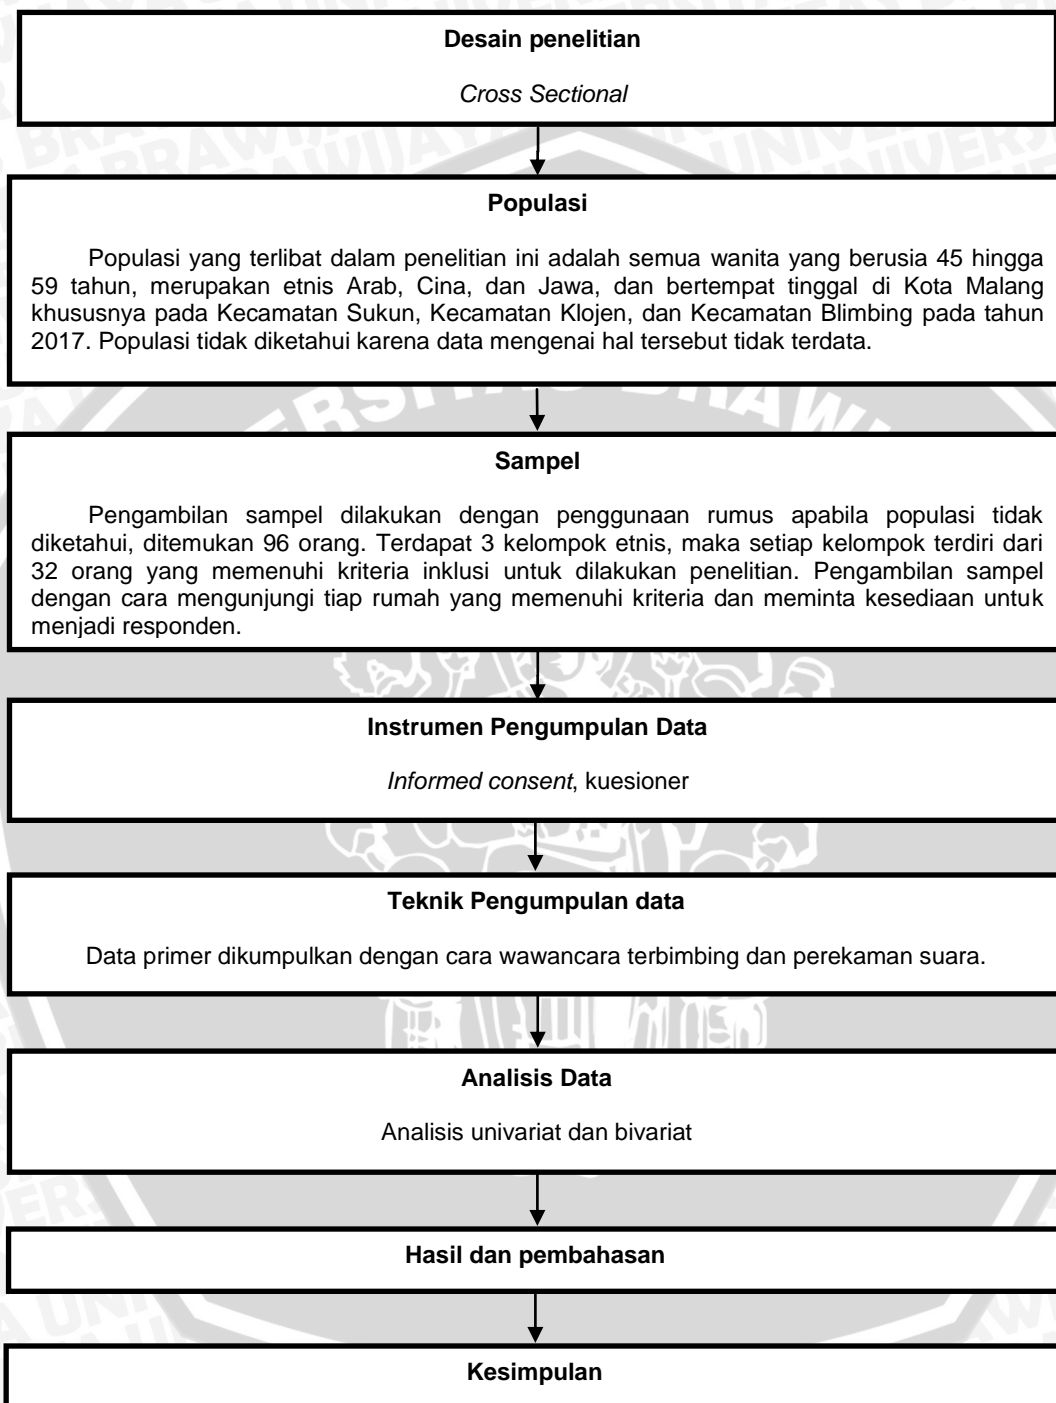 Desain penelitian
Cross Sectional
Populasi
Populasi yang terlibat dalam penelitian ini adalah semua wanita yang berusia 45 hingga
59 tahun, merupakan etnis Arab, Cina, dan Jawa, dan bertempat tinggal di Kota Malang
khususnya pada Kecamatan Sukun, Kecamatan Klojen, dan Kecamatan Blimbing pada tahun
2017. Populasi tidak diketahui karena data mengenai hal tersebut tidak terdata.
Sampel
Pengambilan sampel dilakukan dengan penggunaan rumus apabila populasi tidak
diketahui, ditemukan 96 orang. Terdapat 3 kelompok etnis, maka setiap kelompok terdiri dari
32 orang yang memenuhi kriteria inklusi untuk dilakukan penelitian. Pengambilan sampel
dengan cara mengunjungi tiap rumah yang memenuhi kriteria dan meminta kesediaan untuk
menjadi responden.
Instrumen Pengumpulan Data
Informed consent, kuesioner
Teknik Pengumpulan data
Data primer dikumpulkan dengan cara wawancara terbimbing dan perekaman suara.
Analisis Data
Analisis univariat dan bivariat
Hasil dan pembahasan
Kesimpulan